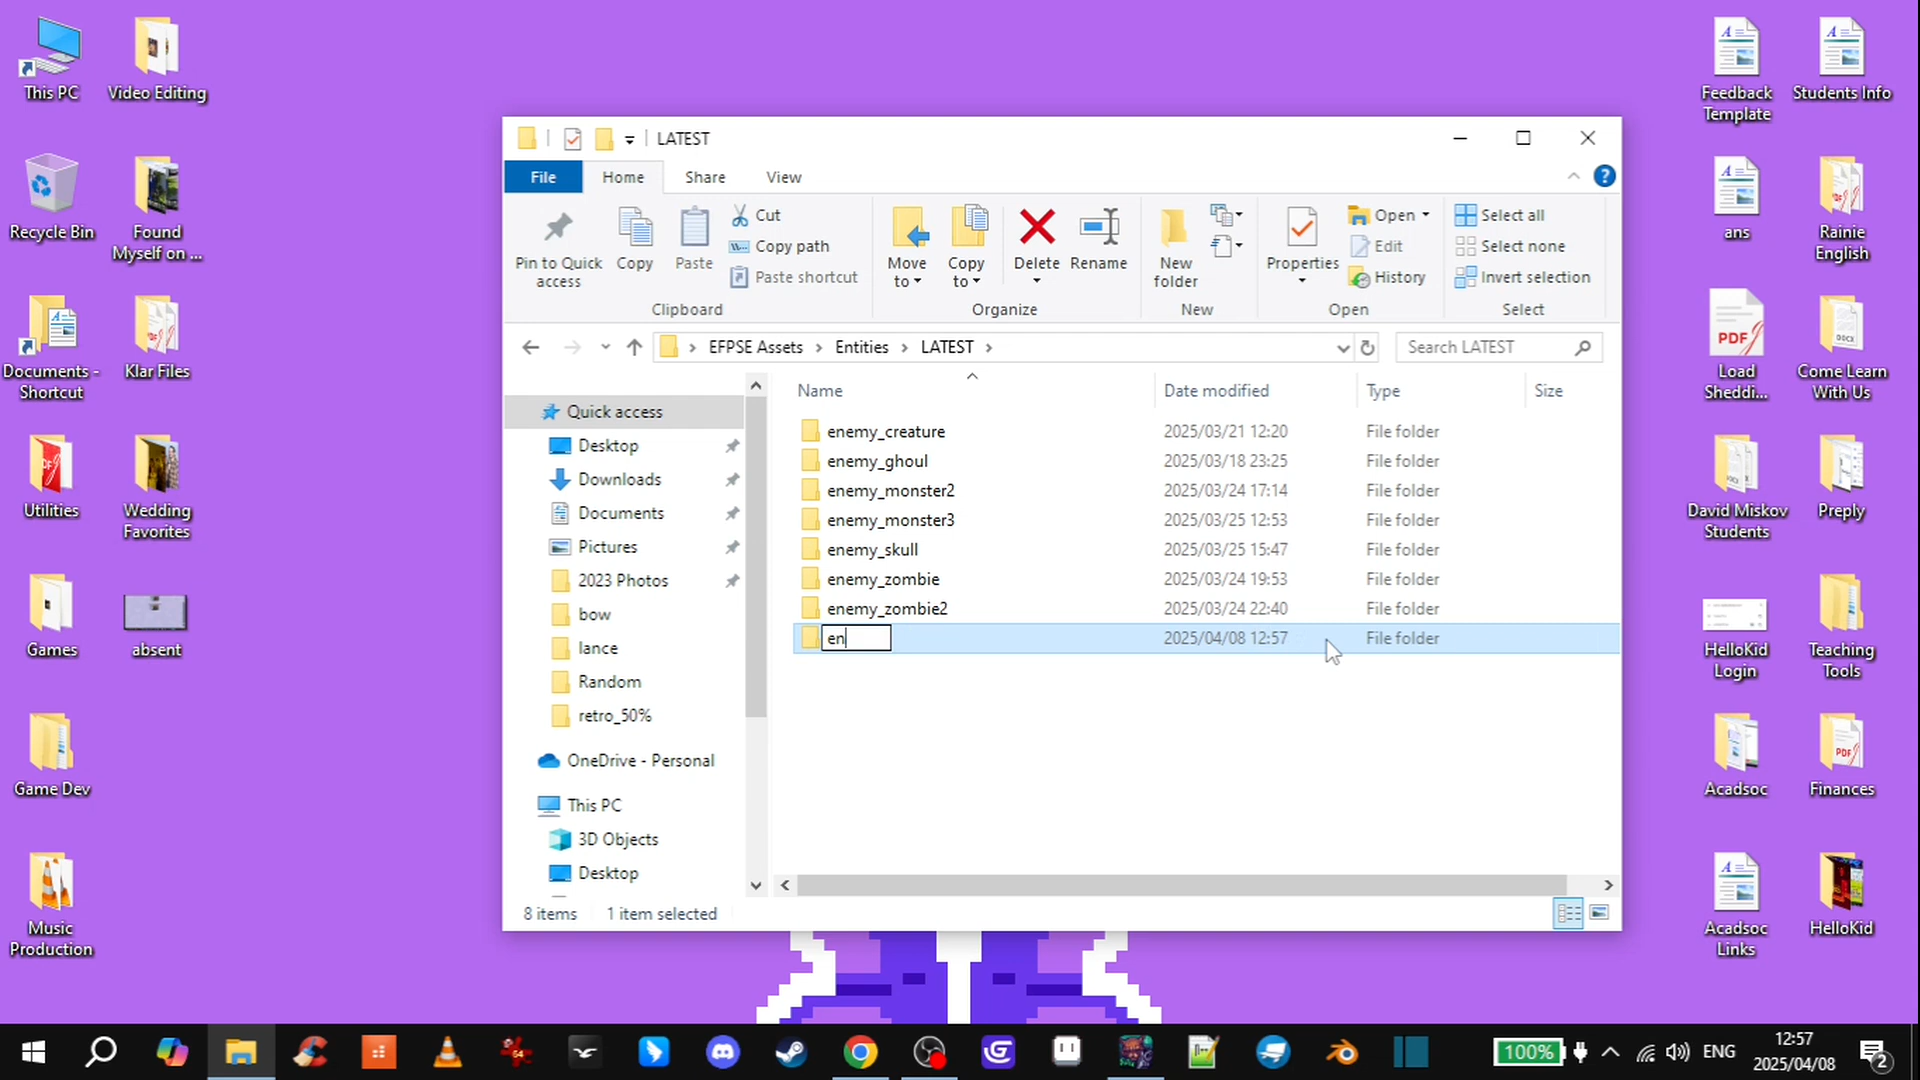 This PC
Video Editing
Recycle Bin
Found
Myself on ...
Documents -
Shortcut
Klar Files
Utilities
Wedding
Favorites
Games
absent
Game Dev
Music
Production
LATEST
File
Home
Share
View
Pin to Quick
access
Copy
Paste
Cut
Copy path
Paste shortcut
Clipboard
Move
to
Copy
to
Delete
Rename
Organize
New
folder
New
Properties
Open
Edit
History
Open
Select all
Select none
Invert selection
Select
EFPSE Assets
Entities
LATEST
Search LATEST
Quick access
Desktop
Downloads
Documents
Pictures
2023 Photos
bow
lance
Random
retro_50%
OneDrive - Personal
This PC
3D Objects
Desktop
Name Date modified Type Size
enemy_creature 2025/03/21 12:20 File folder
enemy_ghoul 2025/03/18 23:25 File folder
enemy_monster2 2025/03/24 17:14 File folder
enemy_monster3 2025/03/25 12:53 File folder
enemy_skull 2025/03/25 15:47 File folder
enemy_zombie 2025/03/24 19:53 File folder
enemy_zombie2 2025/03/24 22:40 File folder
en 2025/04/08 12:57 File folder
8 items 1 item selected
Feedback
Template
Students Info
ans
Rainie
English
PDF
Load
Sheddi...
DOCX
Come Learn
With Us
David Miskov
Students
Preply
HelloKid
Login
Teaching
Tools
Acadsoc
PDF
Finances
Acadsoc
Links
HelloKid
64
100%
ENG
12:57
2025/04/08
2